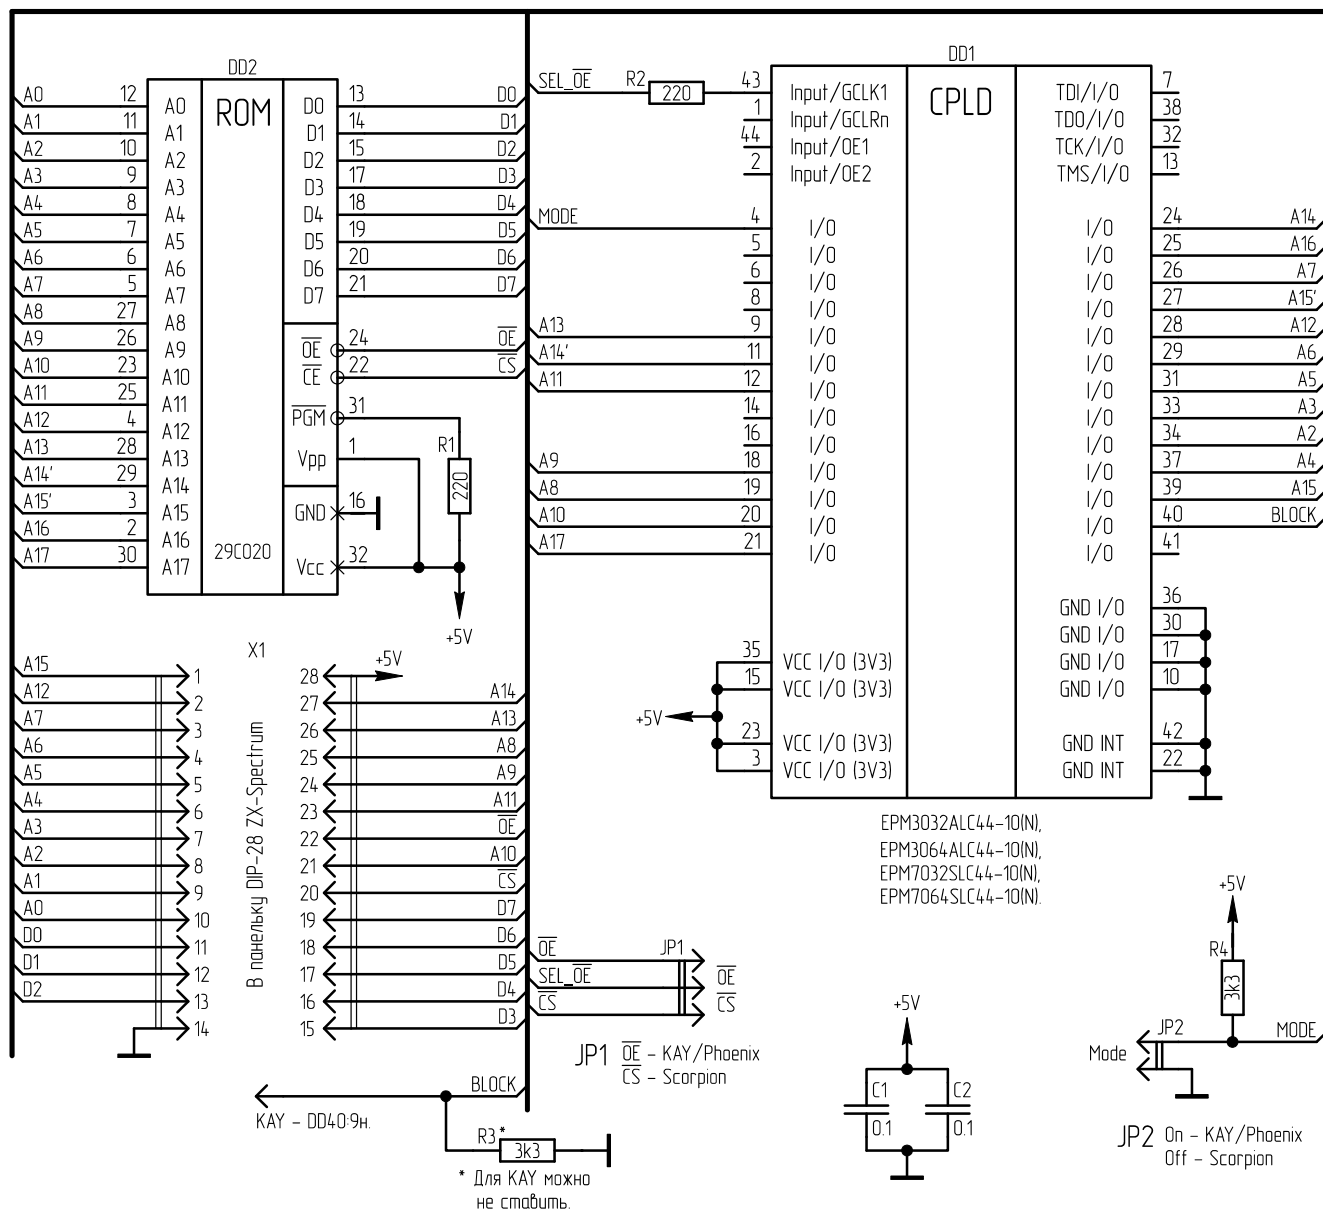 DD2
ROM
29C020
A0 12 A0
A1 11 A1
A2 10 A2
A3 9 A3
A4 8 A4
A5 7 A5
A6 6 A6
A7 5 A7
A8 27 A8
A9 26 A9
A10 23 A10
A11 25 A11
A12 4 A12
A13 28 A13
A14' 29 A14
A15' 3 A15
A16 2 A16
A17 30 A17
D0 13 D0
D1 14 D1
D2 15 D2
D3 17 D3
D4 18 D4
D5 19 D5
D6 20 D6
D7 21 D7
OE 24 OE
CE 22 CS
PGM 31
Vpp 1
GND 16
Vcc 32
R1
220
+5V
X1
В панельку DIP-28 ZX-Spectrum
A15 1
A12 2
A7 3
A6 4
A5 5
A4 6
A3 7
A2 8
A1 9
A0 10
D0 11
D1 12
D2 13
14
28 +5V
27 A14
26 A13
25 A8
24 A9
23 A11
22 OE
21 A10
20 CS
19 D7
18 D6
17 D5
16 D4
15 D3
BLOCK
KAY - DD40:9н.
R3 *
3k3
* Для KAY можно
не ставить.
DD1
CPLD
SEL_OE R2 220 43 Input/GCLK1
1 Input/GCLRn
44 Input/OE1
2 Input/OE2
MODE 4 I/O
5 I/O
6 I/O
8 I/O
A13 9 I/O
A14' 11 I/O
A11 12 I/O
14 I/O
16 I/O
A9 18 I/O
A8 19 I/O
A10 20 I/O
A17 21 I/O
35 VCC I/O (3V3)
15 VCC I/O (3V3)
+5V
23 VCC I/O (3V3)
3 VCC I/O (3V3)
TDI/I/O 7
TDO/I/O 38
TCK/I/O 32
TMS/I/O 13
I/O 24 A14
I/O 25 A16
I/O 26 A7
I/O 27 A15'
I/O 28 A12
I/O 29 A6
I/O 31 A5
I/O 33 A3
I/O 34 A2
I/O 37 A4
I/O 39 A15
I/O 40 BLOCK
I/O 41
GND I/O 36
GND I/O 30
GND I/O 17
GND I/O 10
GND INT 42
GND INT 22
EPM3032ALC44-10(N),
EPM3064ALC44-10(N),
EPM7032SLC44-10(N),
EPM7064SLC44-10(N).
JP1
OE
SEL_OE OE
CS CS
JP1 OE - KAY/Phoenix
CS - Scorpion
+5V
C1 C2
0.1 0.1
+5V
R4
3k3
JP2 MODE
Mode
JP2 On - KAY/Phoenix
Off - Scorpion